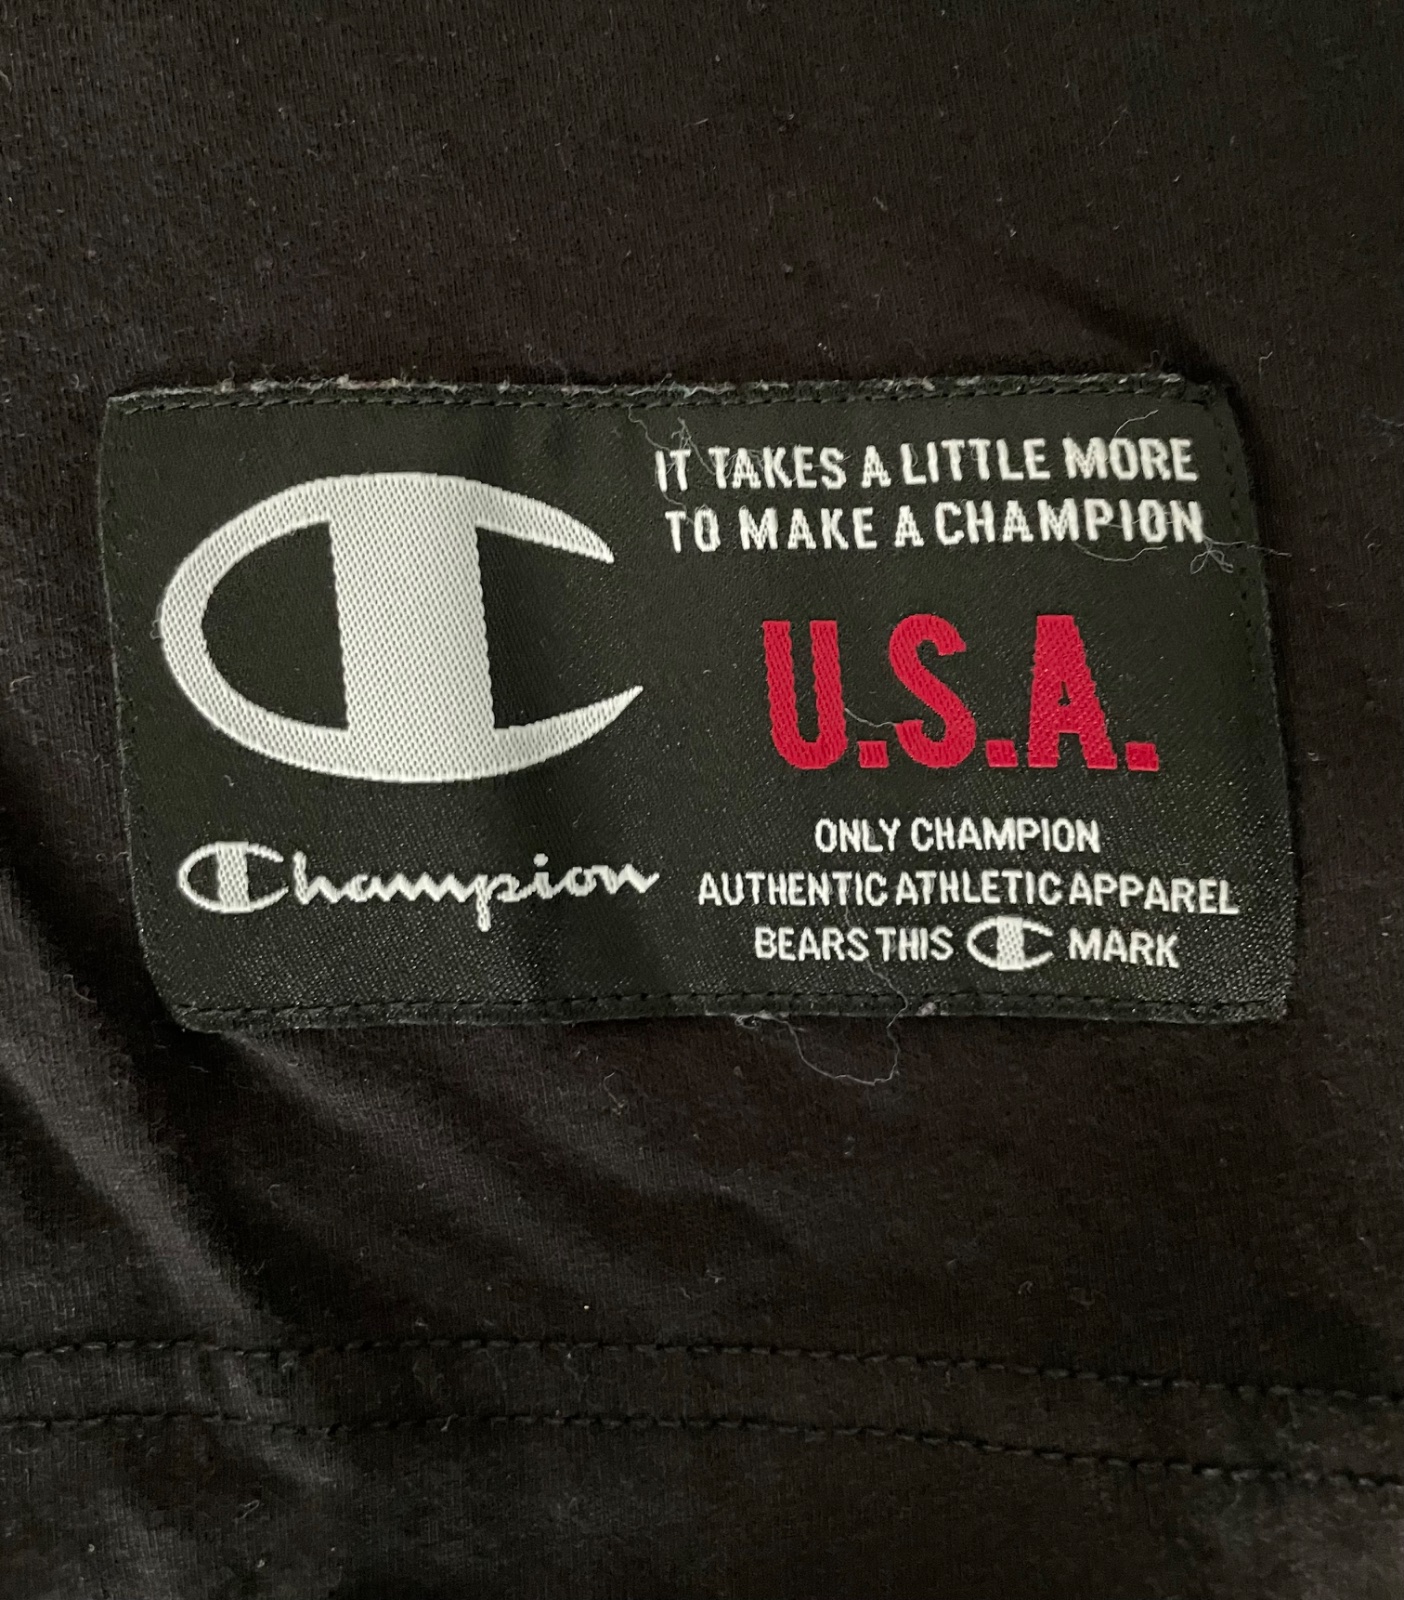 IT TAKES A LITTLE MORE
TO MAKE A CHAMPION
U.S.A.
Champion
ONLY CHAMPION
AUTHENTIC ATHLETIC APPAREL
BEARS THIS C MARK